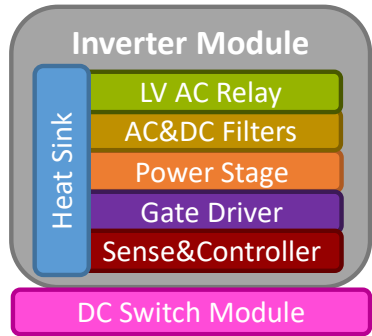 Inverter Module
Heat Sink
LV AC Relay
AC&DC Filters
Power Stage
Gate Driver
Sense&Controller
DC Switch Module